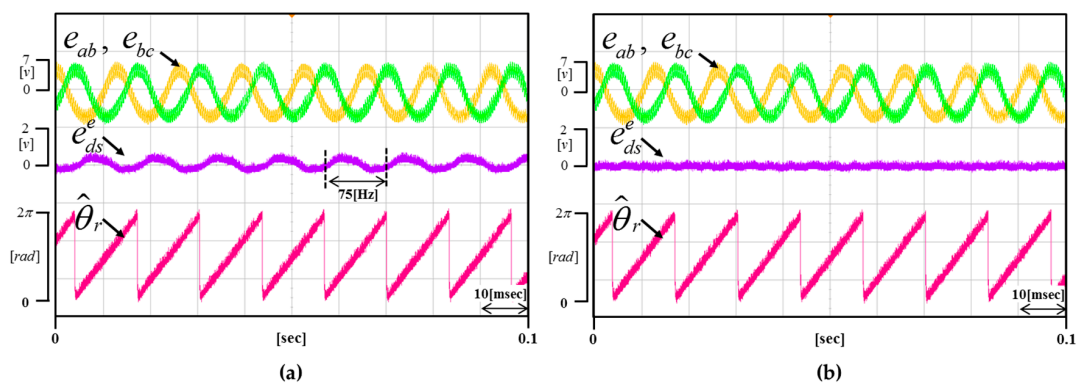 e_ab , e_bc
7
[v]
0
2
[v]
0
e^e_ds
75[Hz]
2π
θ̂_r
[rad]
0
10[msec]
0
[sec]
0.1
(a)
e_ab , e_bc
7
[v]
0
2
[v]
0
e^e_ds
2π
θ̂_r
[rad]
0
10[msec]
0
[sec]
0.1
(b)